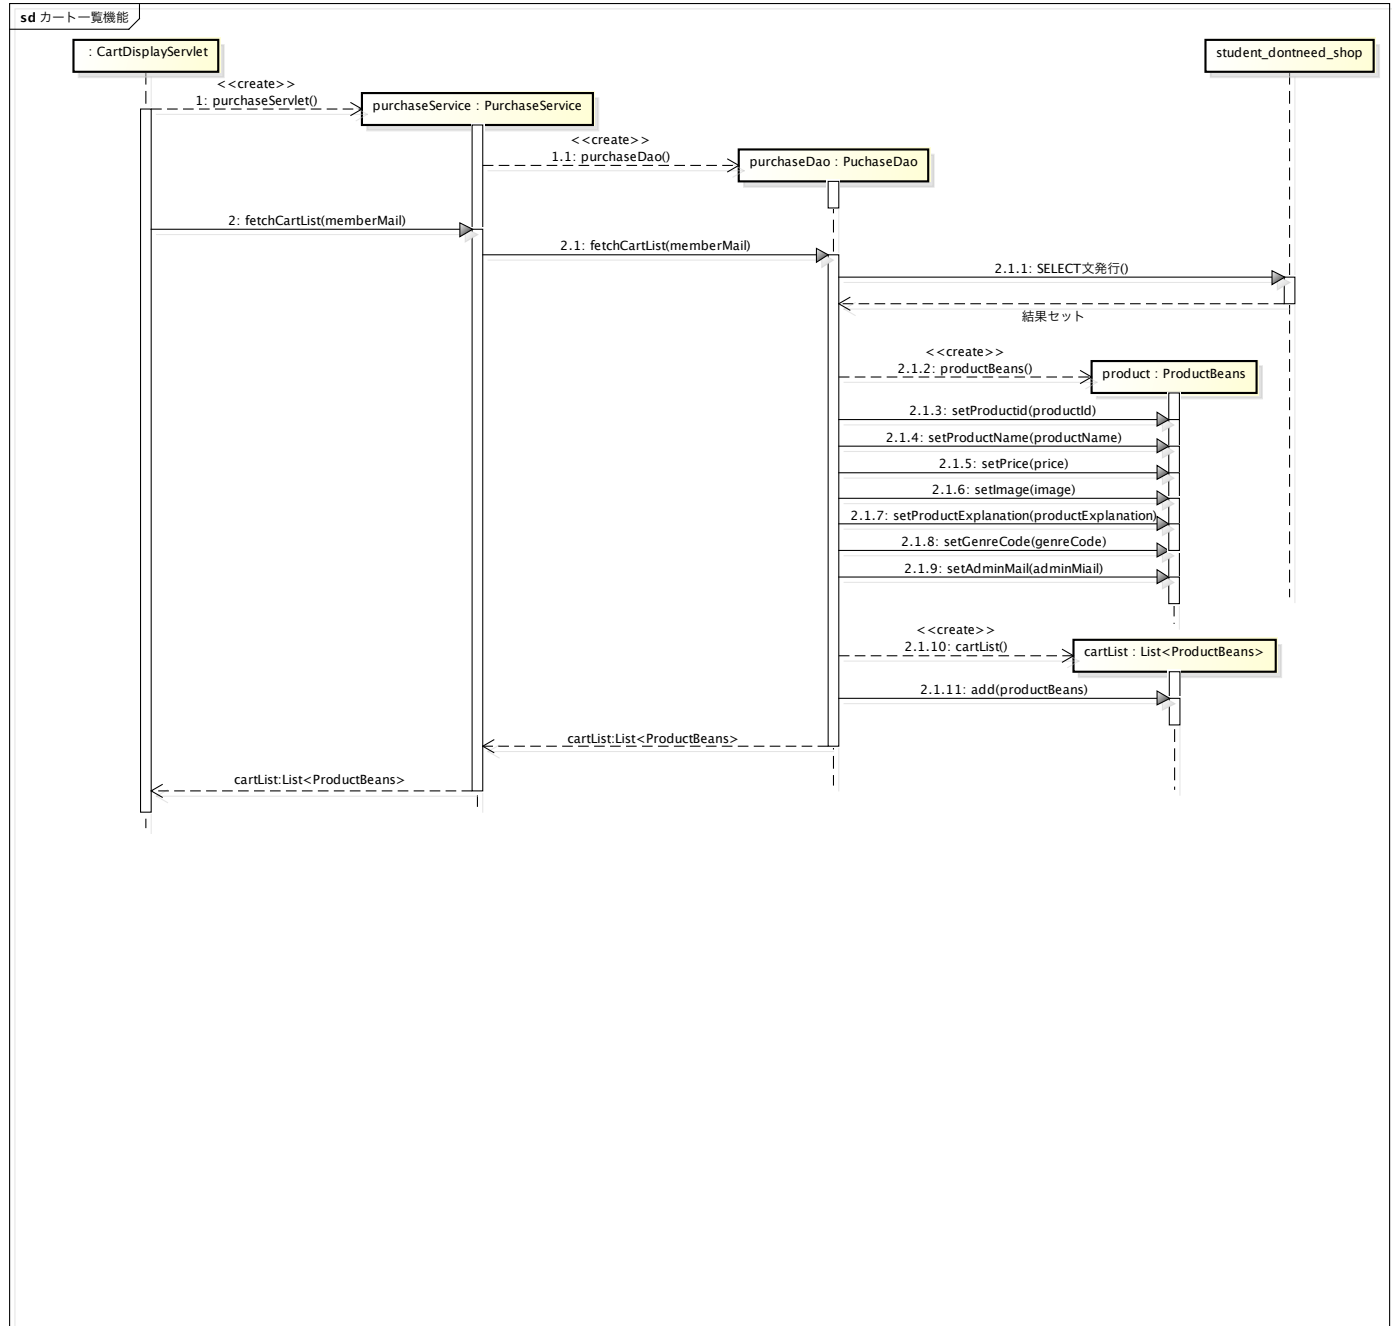 sd カート一覧機能
: CartDisplayServlet
student_dontneed_shop
<<create>>
1: purchaseServlet()
purchaseService : PurchaseService
<<create>>
1.1: purchaseDao()
purchaseDao : PuchaseDao
2: fetchCartList(memberMail)
2.1: fetchCartList(memberMail)
2.1.1: SELECT文発行()
結果セット
<<create>>
2.1.2: productBeans()
product : ProductBeans
2.1.3: setProductid(productId)
2.1.4: setProductName(productName)
2.1.5: setPrice(price)
2.1.6: setImage(image)
2.1.7: setProductExplanation(productExplanation)
2.1.8: setGenreCode(genreCode)
2.1.9: setAdminMail(adminMiail)
<<create>>
2.1.10: cartList()
cartList : List<ProductBeans>
2.1.11: add(productBeans)
cartList:List<ProductBeans>
cartList:List<ProductBeans>